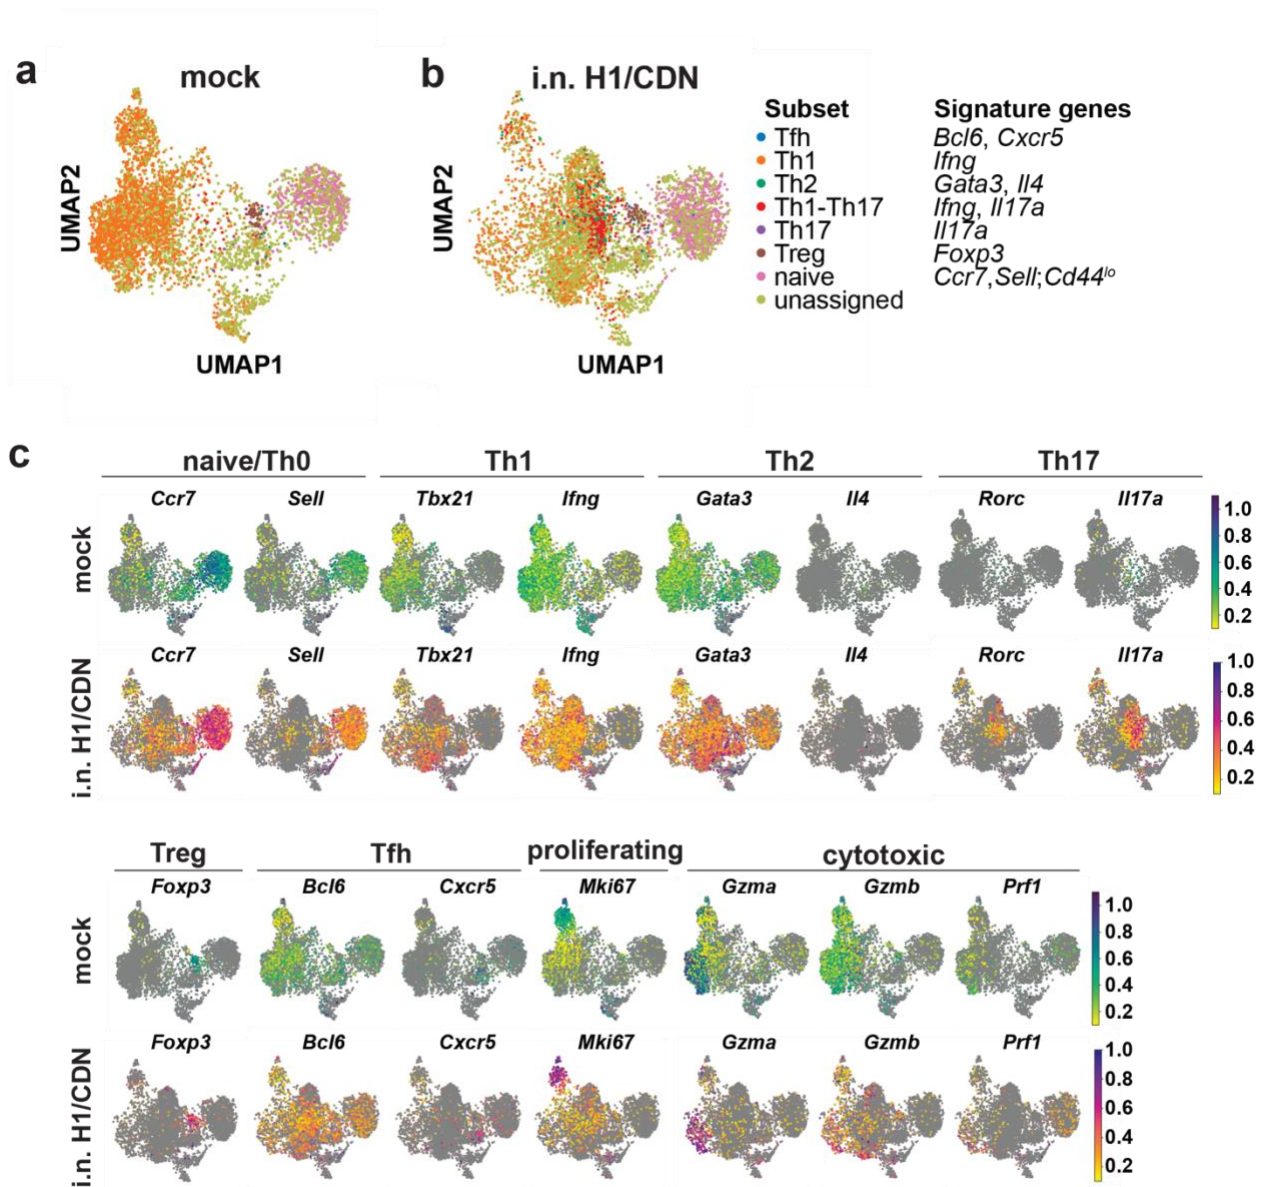 a
mock
UMAP2
UMAP1
b
i.n. H1/CDN
UMAP2
UMAP1
Subset Signature genes
Tfh Bcl6, Cxcr5
Th1 Ifng
Th2 Gata3, Il4
Th1-Th17 Ifng, Il17a
Th17 Il17a
Treg Foxp3
naive Ccr7,Sell;Cd44lo
unassigned
c
naive/Th0 Th1 Th2 Th17
mock
Ccr7 Sell Tbx21 Ifng Gata3 Il4 Rorc Il17a
1.0
0.8
0.6
0.4
0.2
i.n. H1/CDN
Ccr7 Sell Tbx21 Ifng Gata3 Il4 Rorc Il17a
1.0
0.8
0.6
0.4
0.2
Treg Tfh proliferating cytotoxic
mock
Foxp3 Bcl6 Cxcr5 Mki67 Gzma Gzmb Prf1
1.0
0.8
0.6
0.4
0.2
i.n. H1/CDN
Foxp3 Bcl6 Cxcr5 Mki67 Gzma Gzmb Prf1
1.0
0.8
0.6
0.4
0.2